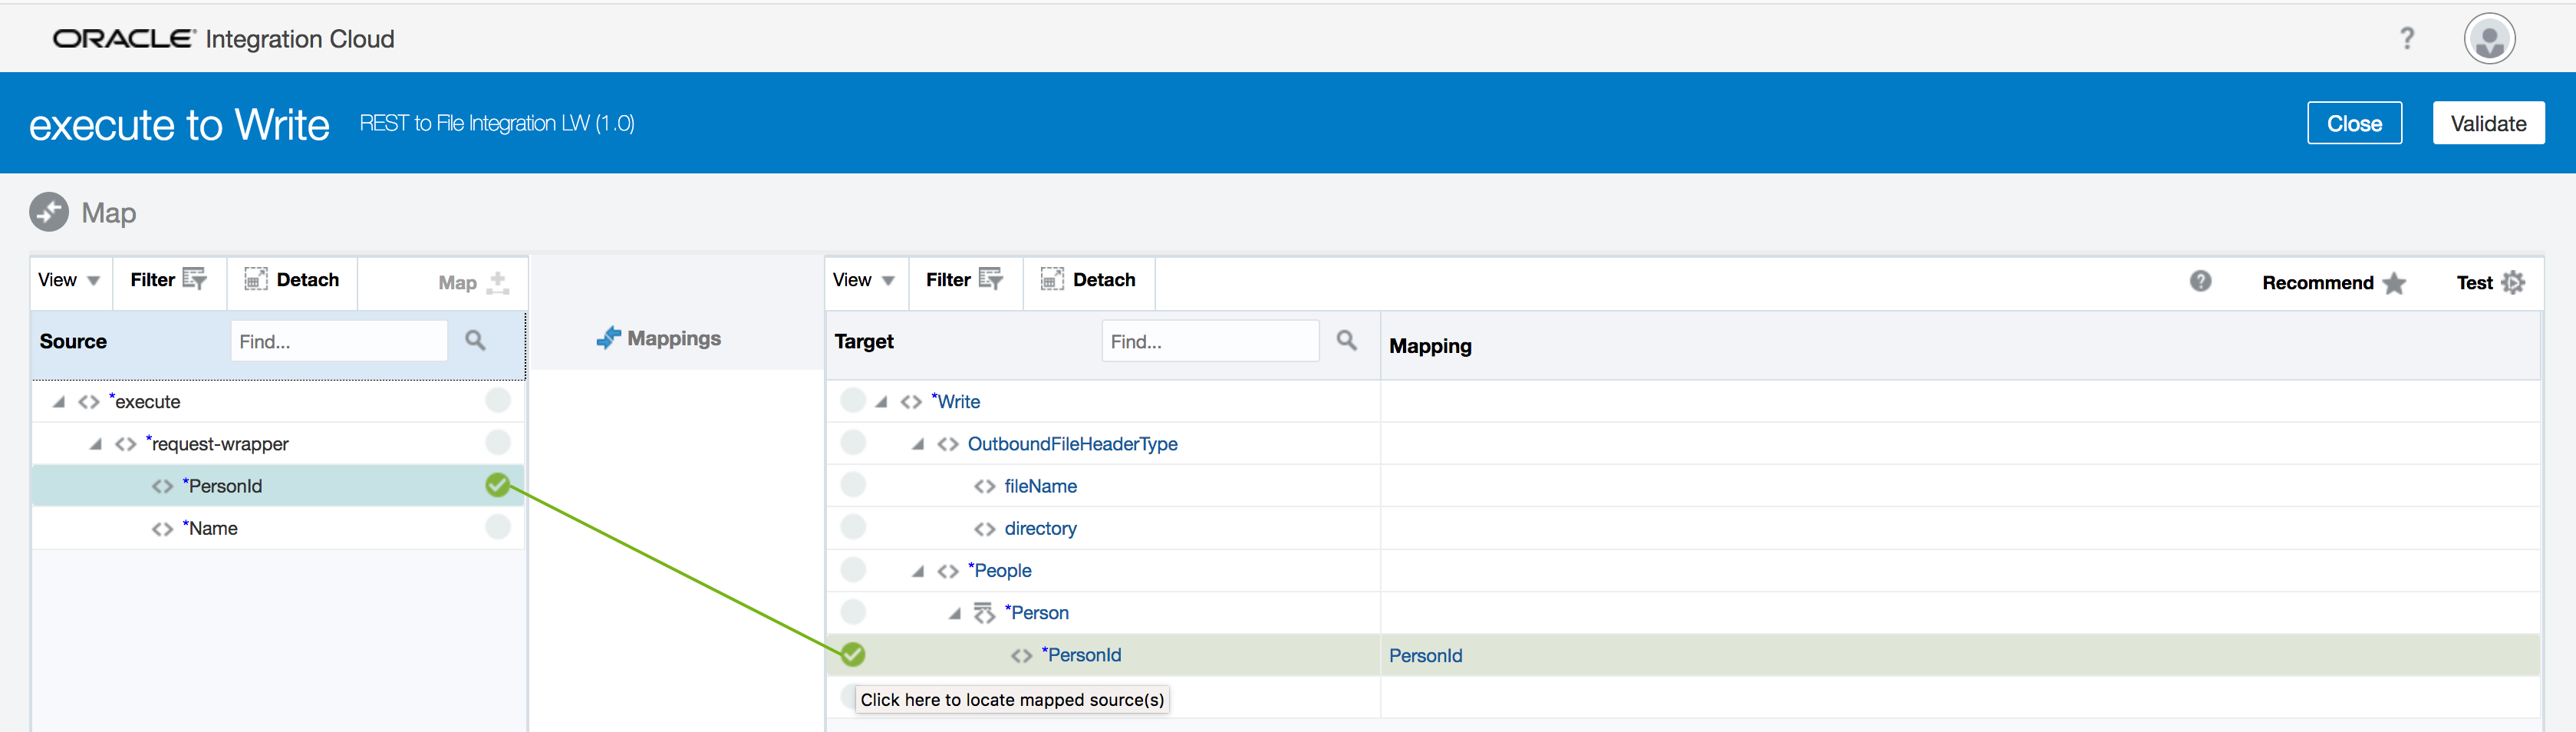 ORACLE Integration Cloud ?
execute to Write REST to File Integration LW (1.0) Close Validate
Map
View Filter Detach Map View Filter Detach ? Recommend Test
Source Find... Mappings Target Find... Mapping
*execute *Write
*request-wrapper OutboundFileHeaderType
*PersonId fileName
*Name directory
*People
*Person
*PersonId PersonId
Click here to locate mapped source(s)